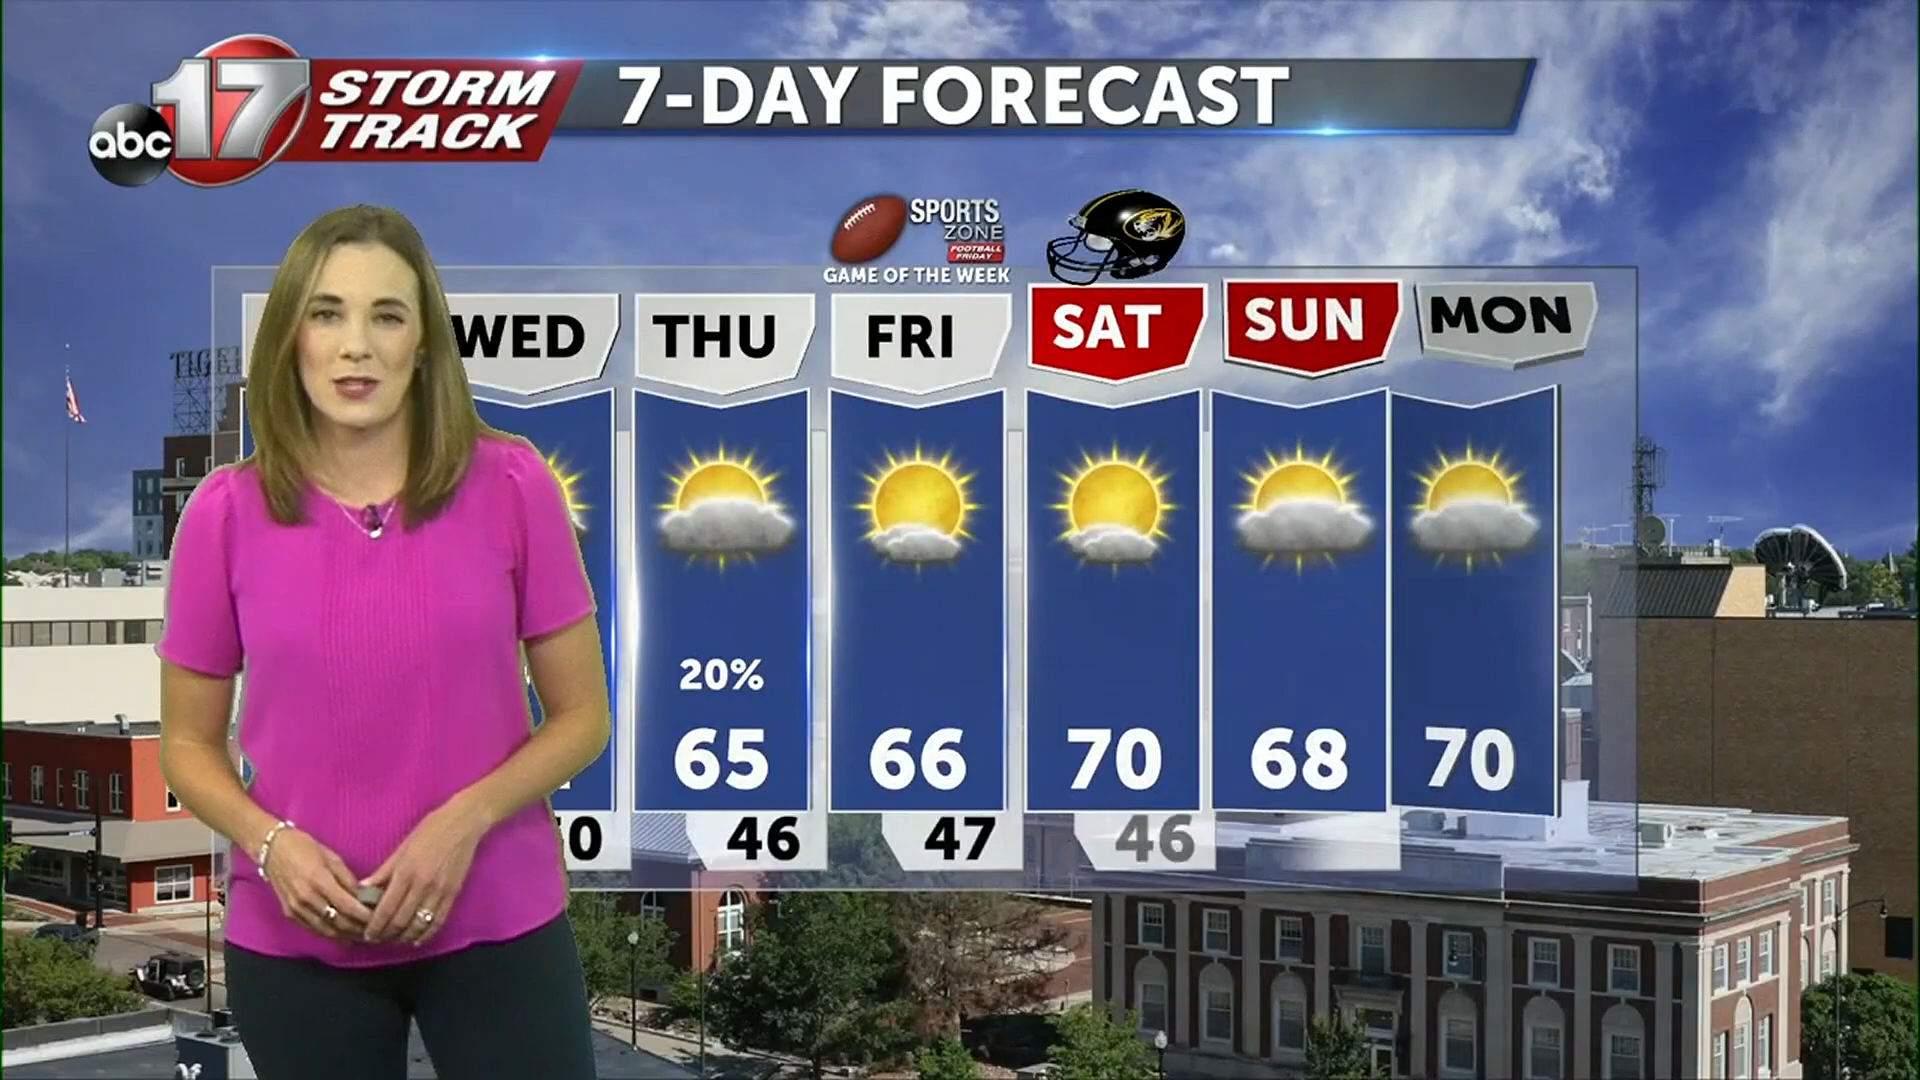 abc 17 STORM TRACK
7-DAY FORECAST
SPORTS ZONE
FOOTBALL FRIDAY
GAME OF THE WEEK
WED THU FRI SAT SUN MON
20%
65 66 70 68 70
46 47 46